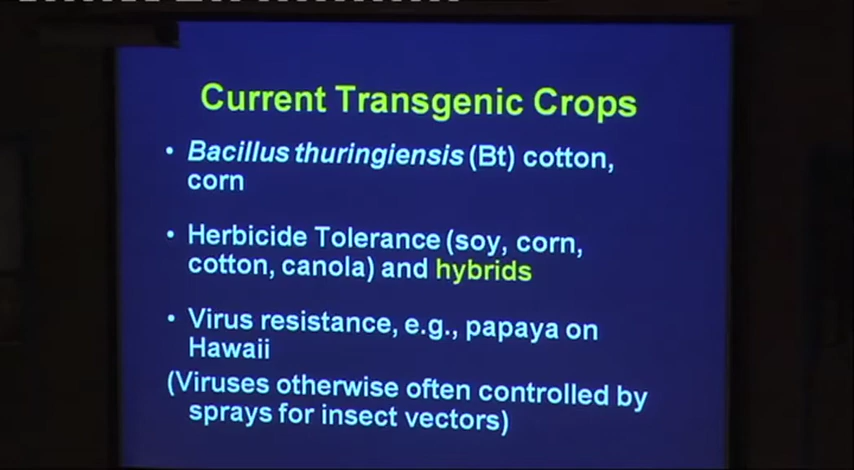 Current Transgenic Crops
• Bacillus thuringiensis (Bt) cotton,
corn
• Herbicide Tolerance (soy, corn,
cotton, canola) and hybrids
• Virus resistance, e.g., papaya on
Hawaii
(Viruses otherwise often controlled by
sprays for insect vectors)